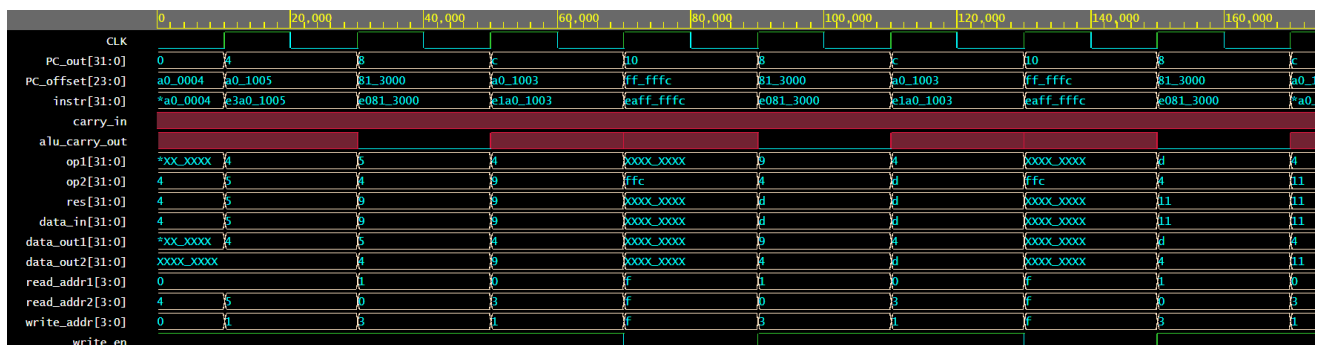 0 20,000 40,000 60,000 80,000 100,000 120,000 140,000 160,000
CLK
PC_out[31:0] 0 4 8 c 10 8 c 10 8 c
PC_offset[23:0] a0_0004 a0_1005 81_3000 a0_1003 ff_fffc 81_3000 a0_1003 ff_fffc 81_3000 a0_1
instr[31:0] *a0_0004 e3a0_1005 e081_3000 e1a0_1003 eaff_fffc e081_3000 e1a0_1003 eaff_fffc e081_3000 *a0_
carry_in
alu_carry_out
op1[31:0] *XX_XXXX 4 5 4 XXXX_XXXX 9 4 XXXX_XXXX d 4
op2[31:0] 4 5 4 9 ffc 4 d ffc 4 11
res[31:0] 4 5 9 9 XXXX_XXXX d d XXXX_XXXX 11 11
data_in[31:0] 4 5 9 9 XXXX_XXXX d d XXXX_XXXX 11 11
data_out1[31:0] *XX_XXXX 4 5 4 XXXX_XXXX 9 4 XXXX_XXXX d 4
data_out2[31:0] XXXX_XXXX 4 9 XXXX_XXXX 4 d XXXX_XXXX 4 11
read_addr1[3:0] 0 1 0 f 1 0 f 1 0
read_addr2[3:0] 4 5 0 3 f 0 3 f 0 3
write_addr[3:0] 0 1 3 1 f 3 1 f 3 1
write_en